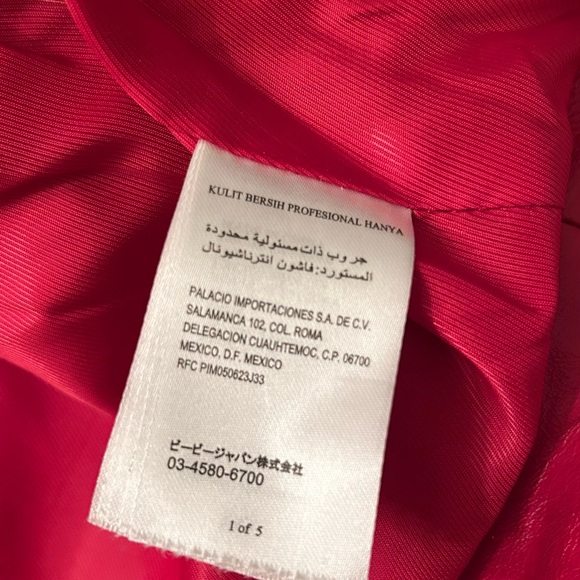 KULIT BERSIH PROFESIONAL HANYA
جروب ذات مسئولية محدودة
المستورد: فاشون انترناشيونال
PALACIO IMPORTACIONES S.A. DE C.V.
SALAMANCA 102, COL. ROMA
DELEGACION CUAUHTEMOC, C.P. 06700
MEXICO, D.F. MEXICO
RFC PIM050623J33
ビービージャパン株式会社
03-4580-6700
1 of 5